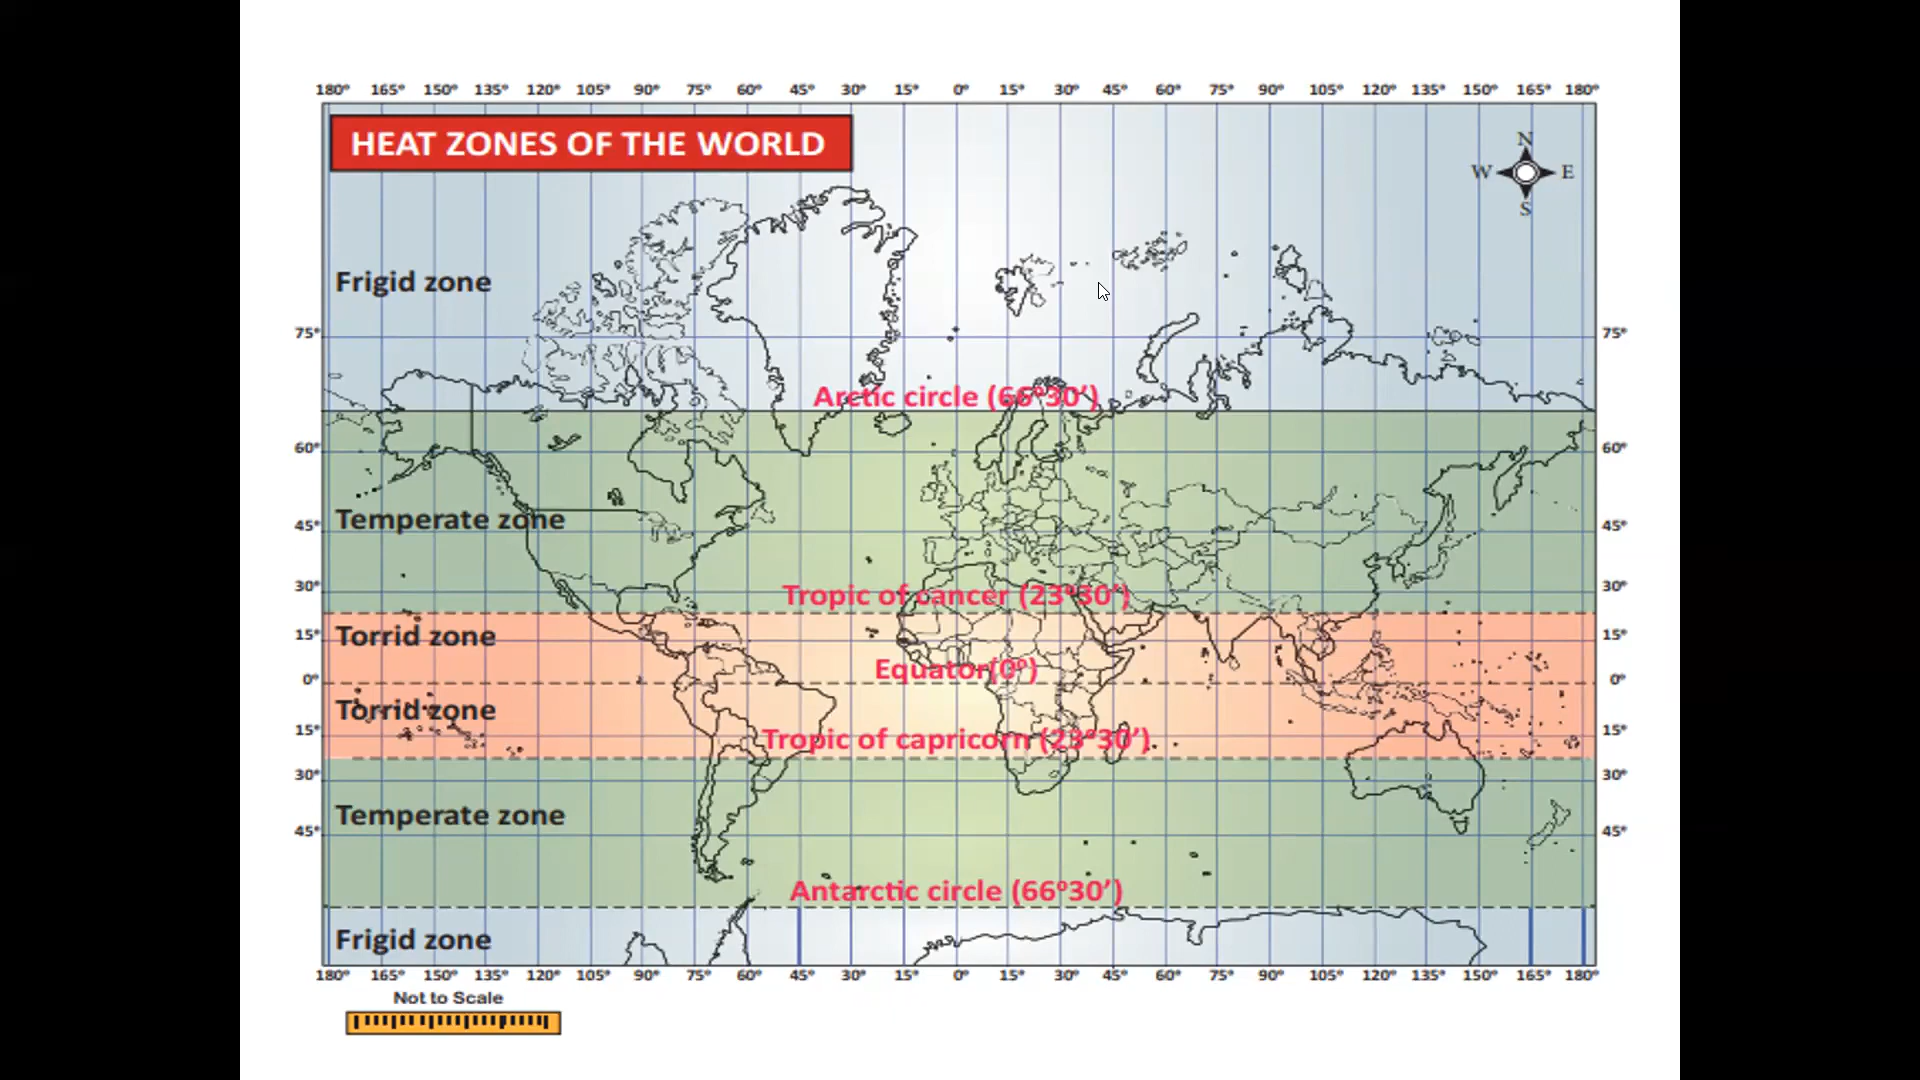 180° 165° 150° 135° 120° 105° 90° 75° 60° 45° 30° 15° 0° 15° 30° 45° 60° 75° 90° 105° 120° 135° 150° 165° 180°
HEAT ZONES OF THE WORLD
N
W E
S
Frigid zone
75° 75°
Arctic circle (66°30’)
60° 60°
Temperate zone
45° 45°
30° 30°
Tropic of cancer (23°30’)
15° 15°
Torrid zone
Equator(0°)
0° 0°
Torrid zone
15° 15°
Tropic of capricorn (23°30’)
30° 30°
Temperate zone
45° 45°
Antarctic circle (66°30’)
Frigid zone
180° 165° 150° 135° 120° 105° 90° 75° 60° 45° 30° 15° 0° 15° 30° 45° 60° 75° 90° 105° 120° 135° 150° 165° 180°
Not to Scale